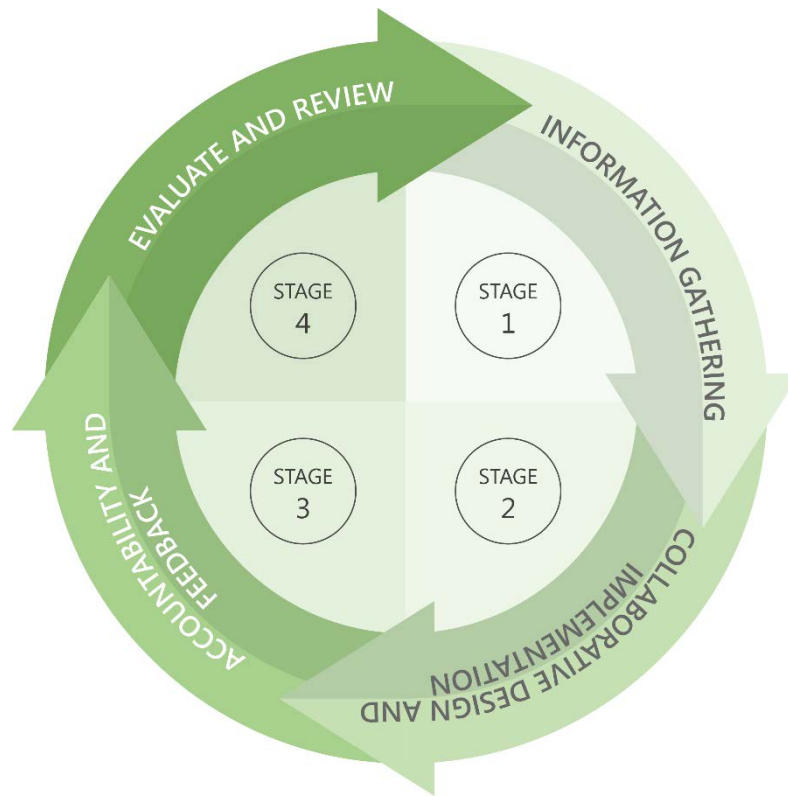 EVALUATE AND REVIEW
INFORMATION GATHERING
STAGE
4
STAGE
1
STAGE
3
STAGE
2
ACCOUNTABILITY AND
FEEDBACK
COLLABORATIVE DESIGN AND
IMPLEMENTATION